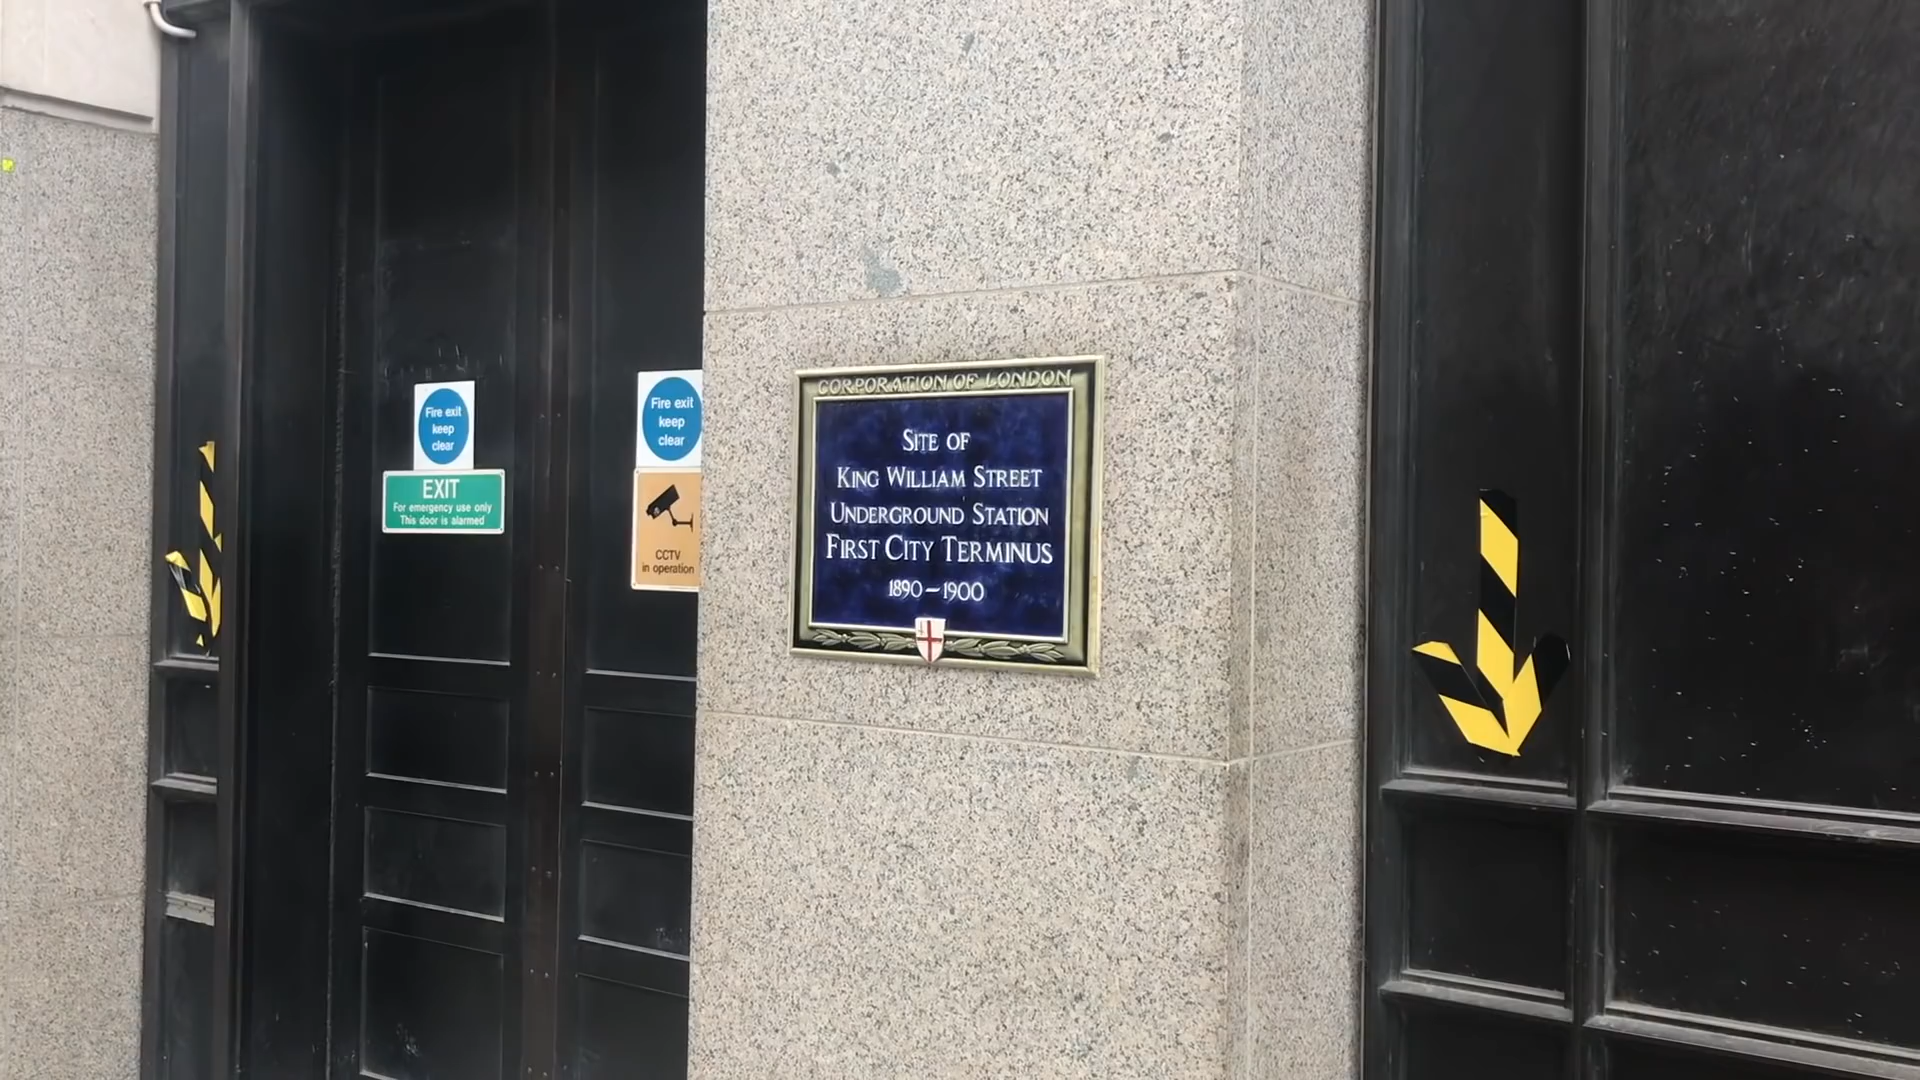 Fire exit
keep
clear
EXIT
For emergency use only
This door is alarmed
Fire exit
keep
clear
CCTV
in operation
CORPORATION OF LONDON
SITE OF
KING WILLIAM STREET
UNDERGROUND STATION
FIRST CITY TERMINUS
1890–1900